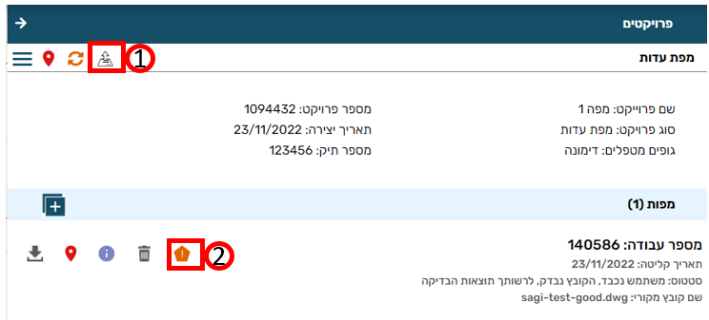 פרויקטים
מפת עדות
1
שם פרוייקט: מפה 1
מספר פרויקט: 1094432
סוג פרויקט: מפת עדות
תאריך יצירה: 23/11/2022
גופים מטפלים: דימונה
מספר תיק: 123456
מפות (1)
מספר עבודה: 140586
2
תאריך קליטה: 23/11/2022
סטטוס: משתמש נכבד, הקובץ נבדק, לרשותך תוצאות הבדיקה
שם קובץ מקורי: sagi-test-good.dwg